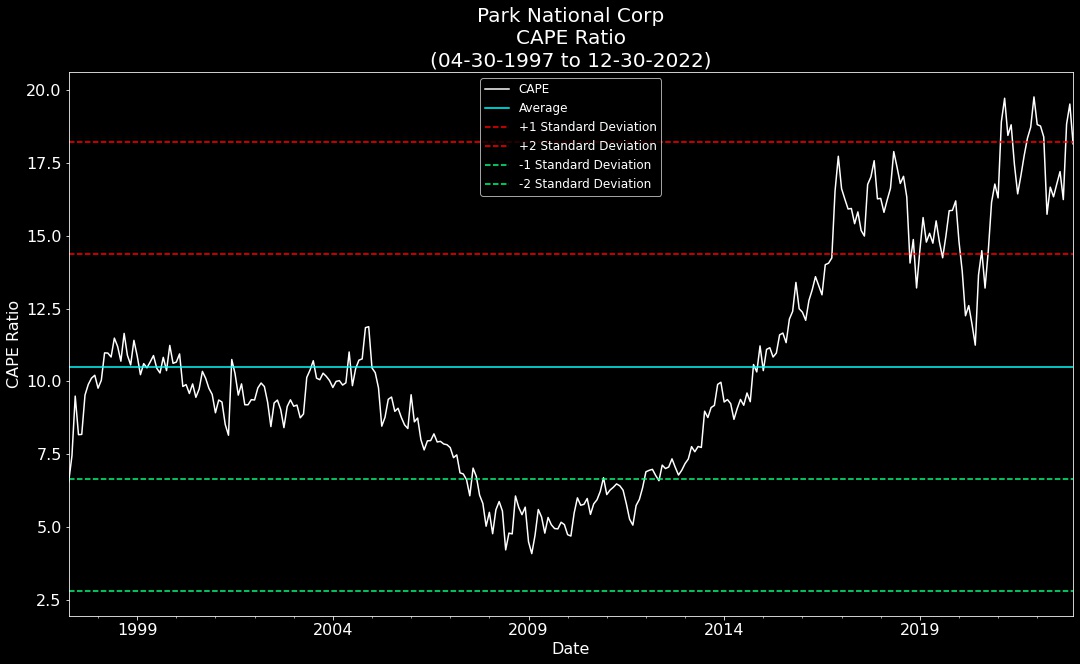 Park National Corp
CAPE Ratio
(04-30-1997 to 12-30-2022)
CAPE
Average
+1 Standard Deviation
+2 Standard Deviation
-1 Standard Deviation
-2 Standard Deviation
CAPE Ratio
20.0
17.5
15.0
12.5
10.0
7.5
5.0
2.5
1999
2004
2009
2014
2019
Date